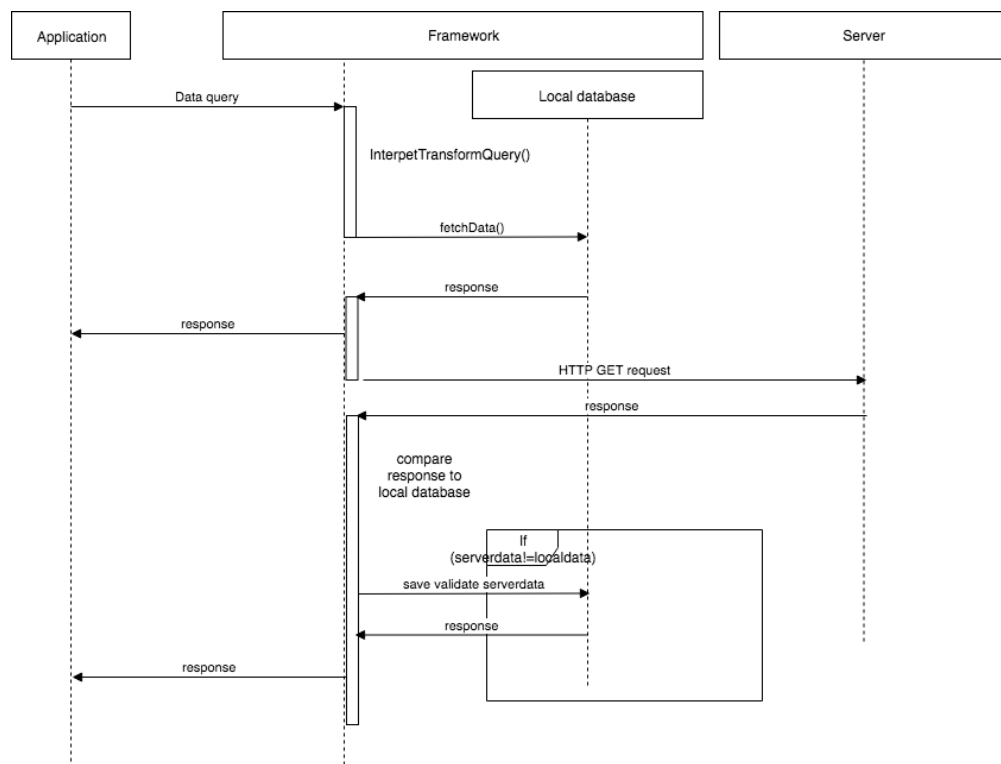 Application
Framework
Server
Local database
Data query
InterpetTransformQuery()
fetchData()
response
response
HTTP GET request
response
compare
response to
local database
If
(serverdata!=localdata)
save validate serverdata
response
response